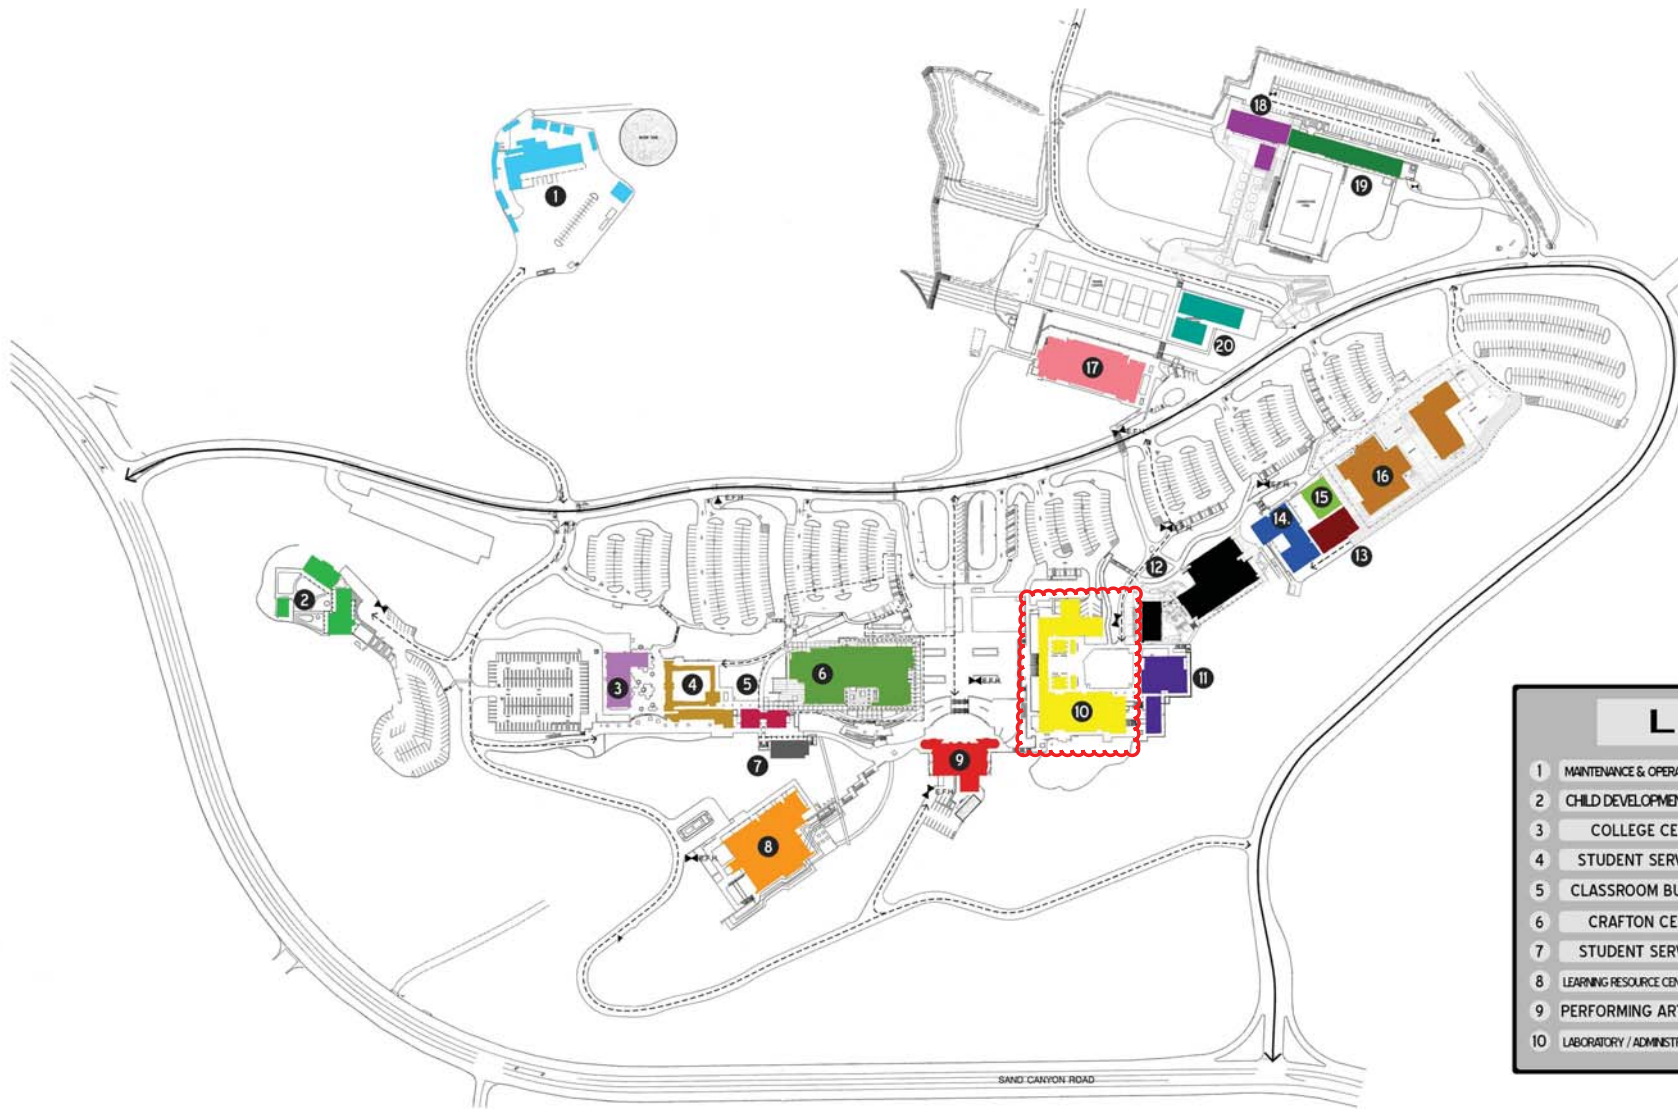 18
1
19
20
17
E.F.H.
E.F.H.
16
15
E.F.H.
14.
13
12
2
6
3
4
5
E.F.H.
11
10
9
7
E.F.H.
8
E.F.H.
SAND CANYON ROAD
L
1 MAINTENANCE & OPERA
2 CHILD DEVELOPMEN
3 COLLEGE CE
4 STUDENT SERV
5 CLASSROOM BU
6 CRAFTON CE
7 STUDENT SERV
8 LEARNING RESOURCE CEN
9 PERFORMING AR
10 LABORATORY / ADMINISTR